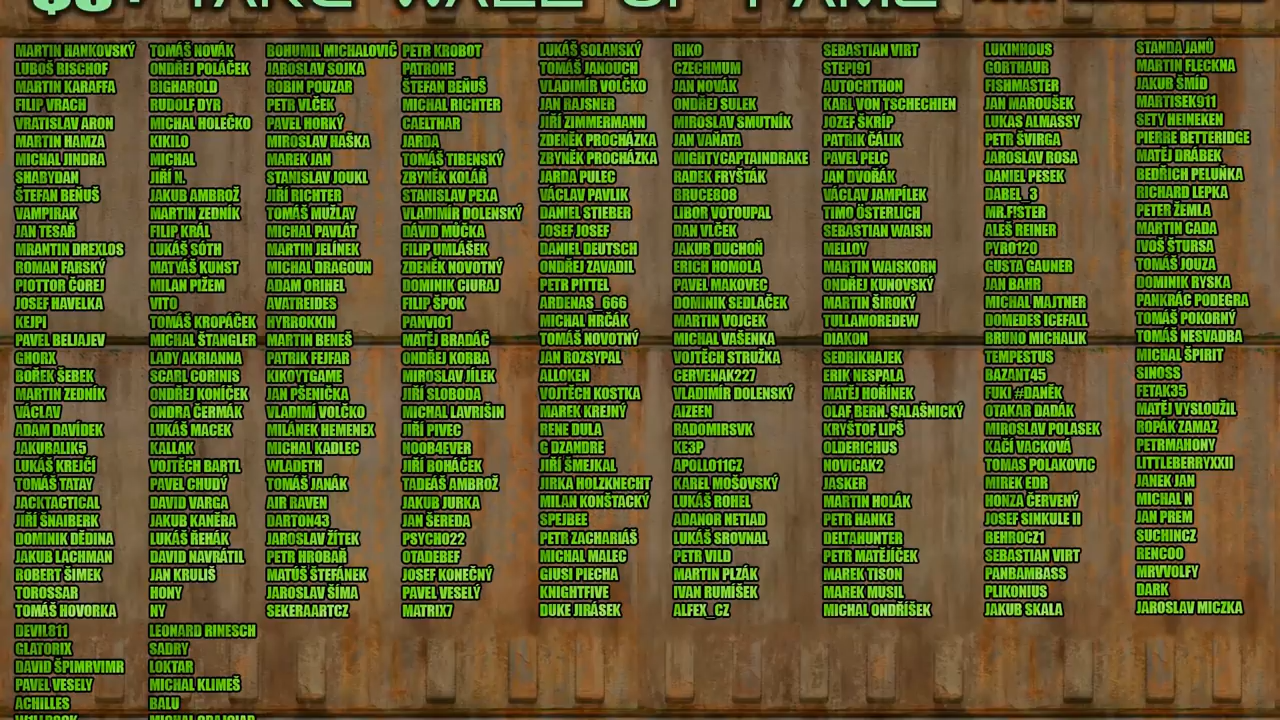 TAKE WALL OF FAME
MARTIN HANKOVSKÝ
LUBOŠ BISCHOF
MARTIN KARAFFA
FILIP VRACH
VRATISLAV ARON
MARTIN HAMZA
MICHAL JINDRA
SHABYDAN
ŠTEFAN BEŇUŠ
VAMPIRAK
JAN TESAŘ
MRANTIN DREXLOS
ROMAN FARSKÝ
PIOTTOR ČOREJ
JOSEF HAVELKA
KEJPI
PAVEL BELJAJEV
GHORX
BOŘEK ŠEBEK
MARTIN ZEDNÍK
VÁCLAV
ADAM DAVÍDEK
JAKUBALIK5
LUKÁŠ KREJČÍ
TOMÁŠ TATAY
JACKTACTICAL
JIŘÍ ŠNAIBERK
DOMINIK DĚDINA
JAKUB LACHMAN
ROBERT ŠIMEK
TOROSSAR
TOMÁŠ HOVORKA
DEVIL811
GLATORIX
DAVID ŠPIMRVIMR
PAVEL VESELY
ACHILLES
TOMÁŠ NOVÁK
ONDŘEJ POLÁČEK
BIGHAROLD
RUDOLF DYR
MICHAL HOLEČKO
KIKILO
MICHAL
JIŘÍ N.
JAKUB AMBROŽ
MARTIN ZEDNÍK
FILIP KRÁL
LUKÁŠ SÓTH
MATYÁŠ KUNST
MILAN PIŽEM
VITO
TOMÁŠ KROPÁČEK
MICHAL ŠTANGLER
LADY AKRIANNA
SCARL CORINIS
ONDŘEJ KONÍČEK
ONDRA ČERMÁK
LUKÁŠ MACEK
KALLAK
VOJTĚCH BARTL
PAVEL CHUDÝ
DAVID VARGA
JAKUB KANĚRA
LUKÁŠ ŘEHÁK
DAVID NAVRÁTIL
JAN KRULIŠ
HONY
NY
LEONARD RINESCH
SADRY
LOKTAR
MICHAL KLIMEŠ
BALU
BOHUMIL MICHALOVIČ
JAROSLAV SOJKA
ROBIN POUZAR
PETR VLČEK
PAVEL HORKÝ
MIROSLAV HAŠKA
MAREK JAN
STANISLAV JOUKL
JIŘÍ RICHTER
TOMÁŠ MUŽLAY
MICHAL PAVLÁT
MARTIN JELÍNEK
MICHAL DRAGOUN
ADAM ORIHEL
AVATREIDES
HYRROKKIN
MARTIN BENEŠ
PATRIK FEJFAR
KIKOYTGAME
JAN PŠENIČKA
VLADIMÍ VOLČKO
MILÁNEK HEMENEX
MICHAL KADLEC
WLADETH
TOMÁŠ JANÁK
AIR RAVEN
DARTON43
JAROSLAV ŽÍTEK
PETR HROBAŘ
MATÚŠ ŠTEFÁNEK
JAROSLAV ŠÍMA
SEKERAARTCZ
PETR KROBOT
PATRONE
ŠTEFAN BEŇUŠ
MICHAL RICHTER
CAELTHAR
JARDA
TOMÁŠ TIBENSKÝ
ZBYNĚK KOLÁŘ
STANISLAV PEXA
VLADIMÍR DOLENSKÝ
DÁVID MÚČKA
FILIP UMLÁŠEK
ZDENĚK NOVOTNÝ
DOMINIK CIURAJ
FILIP ŠPOK
PANVIO1
MATĚJ BRADÁČ
ONDŘEJ KORBA
MIROSLAV JÍLEK
JIŘÍ SLOBODA
MICHAL LAVRIŠIN
JIŘÍ PIVEC
NOOB4EVER
JIŘÍ BOHÁČEK
TADEÁŠ AMBROŽ
JAKUB JURKA
JAN ŠEREDA
PSYCHO22
OTADEBEF
JOSEF KONEČNÝ
PAVEL VESELÝ
MATRIX7
LUKÁŠ SOLANSKÝ
TOMÁŠ JANOUCH
VLADIMÍR VOLČKO
JAN RAJSNER
JIŘÍ ZIMMERMANN
ZDENĚK PROCHÁZKA
ZBYNĚK PROCHÁZKA
JARDA PULEC
VÁCLAV PAVLIK
DANIEL STIEBER
JOSEF JOSEF
DANIEL DEUTSCH
ONDŘEJ ZAVADIL
PETR PITTEL
ARDENAS_666
MICHAL HRČÁK
TOMÁŠ NOVOTNÝ
JAN ROZSYPAL
ALLOKEN
VOJTĚCH KOSTKA
MAREK KREJNÝ
RENE DULA
G DZANDRE
JIŘÍ ŠMEJKAL
JIRKA HOLZKNECHT
MILAN KONŠTACKÝ
SPEJBEE
PETR ZACHARIÁŠ
MICHAL MALEC
GIUSI PIECHA
KNIGHTFIVE
DUKE JIRÁSEK
RIKO
CZECHMUM
JAN NOVÁK
ONDŘEJ SULEK
MIROSLAV SMUTNÍK
JAN VAŇATA
MIGHTYCAPTAINDRAKE
RADEK FRYŠTÁK
BRUCE808
LIBOR VOTOUPAL
DAN VLČEK
JAKUB DUCHOŇ
ERICH HOMOLA
PAVEL MAKOVEC
DOMINIK SEDLAČEK
MARTIN VOJCEK
MICHAL VAŠENKA
VOJTĚCH STRUŽKA
CERVENAK227
VLADIMÍR DOLENSKÝ
AIZEEN
RADOMIRSVK
KE3P
APOLLO11CZ
KAREL MOŠOVSKÝ
LUKÁŠ ROHEL
ADANOR NETIAD
LUKÁŠ SROVNAL
PETR VILD
MARTIN PLZÁK
IVAN RUMÍŠEK
ALFEX_CZ
SEBASTIAN VIRT
STEPI91
AUTOCHTHON
KARL VON TSCHECHIEN
JOZEF ŠKRÍP
PATRIK ČÁLIK
PAVEL PELC
JAN DVOŘÁK
VÁCLAV JAMPÍLEK
TIMO ÖSTERLICH
SEBASTIAN WAISN
MELLOY
MARTIN WAISKORN
ONDŘEJ KUNOVSKÝ
MARTIN ŠIROKÝ
TULLAMOREDEW
DIAKON
SEDRIKHAJEK
ERIK NESPALA
MATĚJ HOŘÍNEK
OLAF BERN. SALAŠNICKÝ
KRYŠTOF LIPŠ
OLDERICHUS
NOVICAK2
JASKER
MARTIN HOLÁK
PETR HANKE
DELTAHUNTER
PETR MATĚJÍČEK
MAREK TISON
MAREK MUSIL
MICHAL ONDŘÍŠEK
LUKINHOUS
GORTHAUR
FISHMASTER
JAN MAROUŠEK
LUKAS ALMASSY
PETR ŠVIRGA
JAROSLAV ROSA
DANIEL PESEK
DABEL_3
MR.F!STER
ALEŠ REINER
PYRO120
GUSTA GAUNER
JAN BAHR
MICHAL MAJTNER
DOMEDES ICEFALL
BRUNO MICHALIK
TEMPESTUS
BAZANT45
FUKI #DANĚK
OTAKAR DADÁK
MIROSLAV POLASEK
KAČÍ VACKOVÁ
TOMAS POLAKOVIC
MIREK EDR
HONZA ČERVENÝ
JOSEF SINKULE II
BEHROCZ1
SEBASTIAN VIRT
PANBAMBASS
PLIKONIUS
JAKUB SKALA
STANDA JANŮ
MARTIN FLECKNA
JAKUB ŠMÍD
MARTISEK911
SETY HEINEKEN
PIERRE BETTERIDGE
MATĚJ DRÁBEK
BEDŘICH PELUŇKA
RICHARD LEPKA
PETER ŽEMLA
MARTIN CADA
IVOŠ ŠTURSA
TOMÁŠ JOUZA
DOMINIK RYSKA
PANKRÁC PODEGRA
TOMÁŠ POKORNÝ
TOMÁŠ NESVADBA
MICHAL ŠPIRIT
SINOSS
FETAK35
MATĚJ VYSLOUŽIL
ROPÁK ZAMAZ
PETRMAHONY
LITTLEBERRYXXII
JANEK JAN
MICHAL N
JAN PREM
SUCHINCZ
RENCOO
MRVVOLFY
DARK
JAROSLAV MICZKA